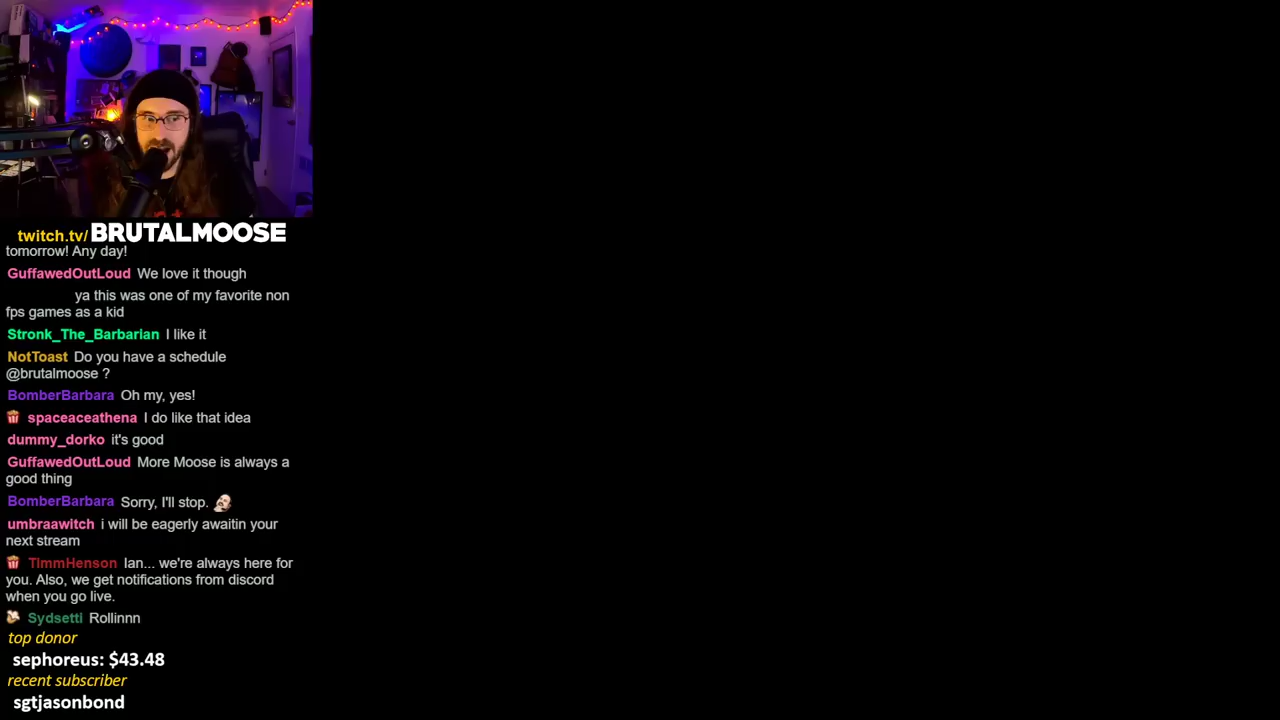 twitch.tv/BRUTALMOOSE
tomorrow! Any day!
GuffawedOutLoud We love it though
ya this was one of my favorite non
fps games as a kid
Stronk_The_Barbarian I like it
NotToast Do you have a schedule
@brutalmoose ?
BomberBarbara Oh my, yes!
spaceaceathena I do like that idea
dummy_dorko it's good
GuffawedOutLoud More Moose is always a
good thing
BomberBarbara Sorry, I'll stop.
umbraawitch i will be eagerly awaitin your
next stream
TimmHenson Ian... we're always here for
you. Also, we get notifications from discord
when you go live.
Sydsetti Rollinnn
top donor
sephoreus: $43.48
recent subscriber
sgtjasonbond